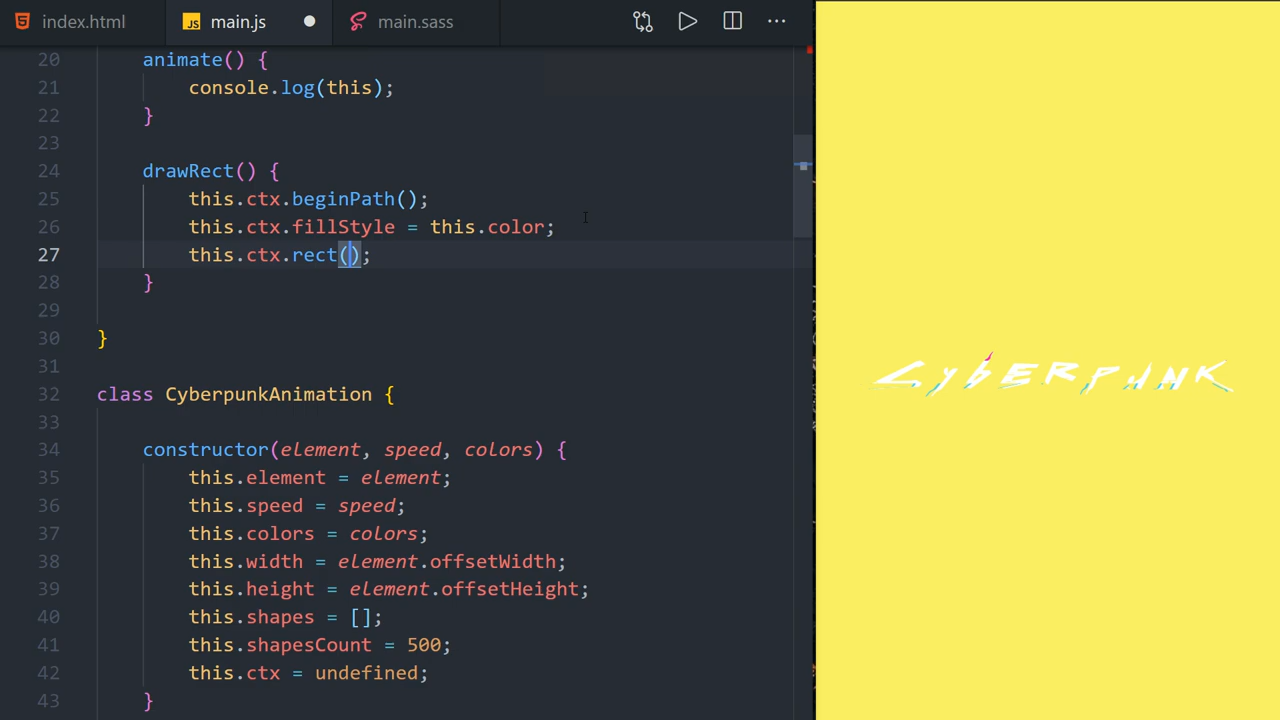 index.html
main.js
main.sass
20 animate() {
21 console.log(this);
22 }
23
24 drawRect() {
25 this.ctx.beginPath();
26 this.ctx.fillStyle = this.color;
27 this.ctx.rect();
28 }
29
30 }
31
32 class CyberpunkAnimation {
33
34 constructor(element, speed, colors) {
35 this.element = element;
36 this.speed = speed;
37 this.colors = colors;
38 this.width = element.offsetWidth;
39 this.height = element.offsetHeight;
40 this.shapes = [];
41 this.shapesCount = 500;
42 this.ctx = undefined;
43 }
CYBERPUNK